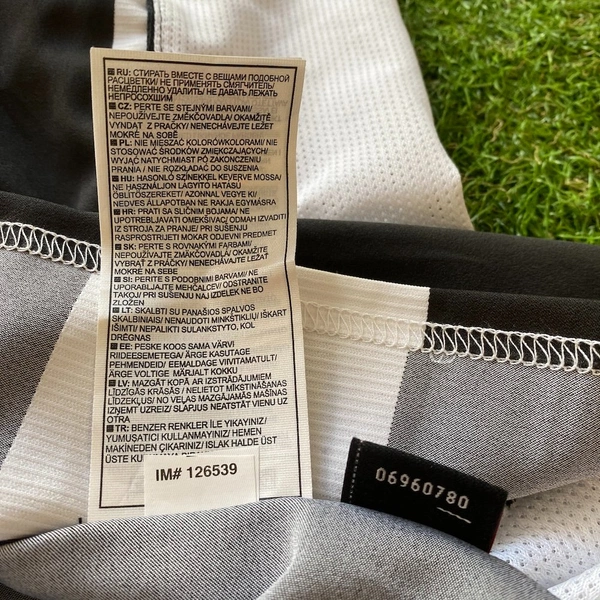 RU: СТИРАТЬ ВМЕСТЕ С ВЕЩАМИ ПОДОБНОЙ
РАСЦВЕТКИ/ НЕ ПРИМЕНЯТЬ СМЯГЧИТЕЛЬ/
НЕМЕДЛЕННО УДАЛИТЬ/ НЕ ДАВАТЬ ЛЕЖАТЬ
НЕПРОСОХШИМ
CZ: PERTE SE STEJNÝMI BARVAMI/
NEPOUŽÍVEJTE ZMĚKČOVADLA/ OKAMŽITĚ
VYNDAT Z PRAČKY/ NENECHÁVEJTE LEŽET
MOKRÉ NA SOBĚ
PL: NIE MIESZAĆ KOLORÓWKOLORAMI/ NIE
STOSOWAĆ ŚRODKÓW ZMIĘKCZAJĄCYCH/
WYJĄĆ NATYCHMIAST PO ZAKOŃCZENIU
PRANIA / NIE ROZKŁADAĆ DO SUSZENIA
HU: HASONLÓ SZÍNEKKEL KEVERVE MOSSA/
NE HASZNÁLJON LÁGYÍTÓ HATÁSÚ
ÖBLÍTŐSZEREKET/ AZONNAL VEGYE KI/
NEDVES ÁLLAPOTBAN NE RAKJA EGYMÁSRA
HR: PRATI SA SLIČNIM BOJAMA/ NE
UPOTREBLJAVATI OMEKŠIVAČ/ ODMAH IZVADITI
IZ STROJA ZA PRANJE/ PRI SUŠENJU
RASPROSTRIJETI MOKAR ODJEVNI PREDMET
SK: PERTE S ROVNAKÝMI FARBAMI/
NEPOUŽÍVAJTE ZMÄKČOVADLÁ/ OKAMŽITE
VYBRAŤ Z PRAČKY/ NENECHÁVAJTE LEŽAŤ
MOKRÉ NA SEBE
SI: PERITE S PODOBNIMI BARVAMI/ NE
UPORABLJAJTE MEHČALCEV/ ODSTRANITE
TAKOJ/ PRI SUŠENJU NAJ IZDELEK NE BO
ZLOŽEN
LT: SKALBTI SU PANAŠIOS SPALVOS
SKALBINIAIS/ NENAUDOTI MINKŠTIKLIŲ/ IŠKART
IŠIMTI/ NEPALIKTI SULANKSTYTO, KOL
DRĖGNAS
EE: PESKE KOOS SAMA VÄRVI
RIIDEESEMETEGA/ ÄRGE KASUTAGE
PEHMENDEID/ EEMALDAGE VIIVITAMATULT/
ÄRGE VOLTIGE MÄRJALT KOKKU
LV: MAZGĀT KOPĀ AR IZSTRĀDĀJUMIEM
LĪDZĪGĀS KRĀSĀS / NELIETOT MĪKSTINĀŠANAS
LĪDZEKĻUS/ NO VEĻAS MAZGĀJAMĀS MAŠĪNAS
IZŅEMT UZREIZ/ SLAPJUS NEATSTĀT VIENU UZ
OTRA
TR: BENZER RENKLER İLE YIKAYINIZ/
YUMUŞATICI KULLANMAYINIZ/ HEMEN
MAKİNEDEN ÇIKARINIZ/ ISLAK HALDE ÜST
ÜSTE
IM# 126539
06960780